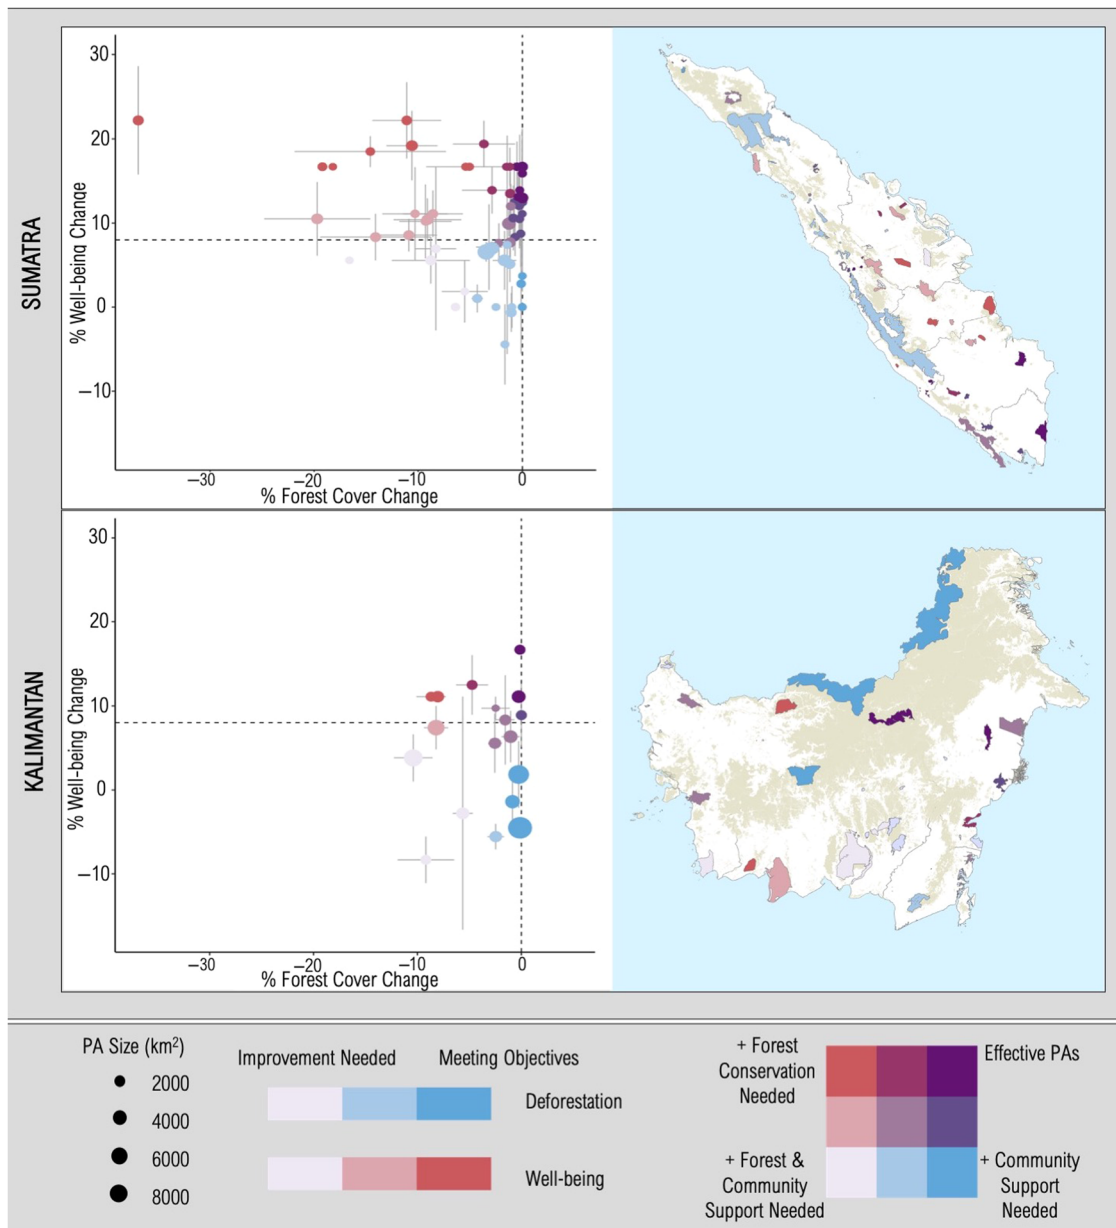 SUMATRA
% Well-being Change
30
20
10
0
−10
−30
−20
−10
0
% Forest Cover Change
KALIMANTAN
% Well-being Change
30
20
10
0
−10
−30
−20
−10
0
% Forest Cover Change
PA Size (km²)
2000
4000
6000
8000
Improvement Needed
Meeting Objectives
Deforestation
Well-being
+ Forest
Conservation
Needed
Effective PAs
+ Forest &
Community
Support Needed
+ Community
Support
Needed